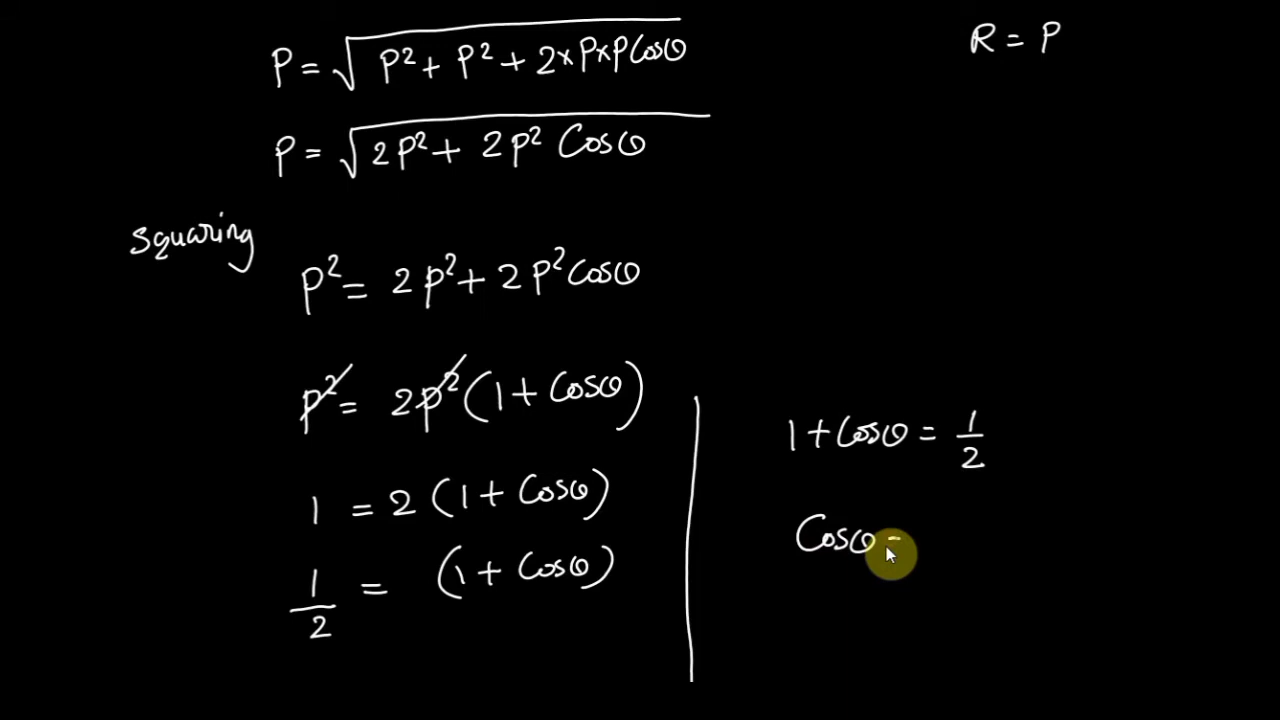 P = √P² + P² + 2×P×P Cosθ
R = P
P = √2P² + 2P² Cosθ
Squaring
P² = 2P² + 2P² Cosθ
P² = 2P² (1 + Cosθ)
1 = 2 (1 + Cosθ)
1/2 = (1 + Cosθ)
1 + Cosθ = 1/2
Cosθ -